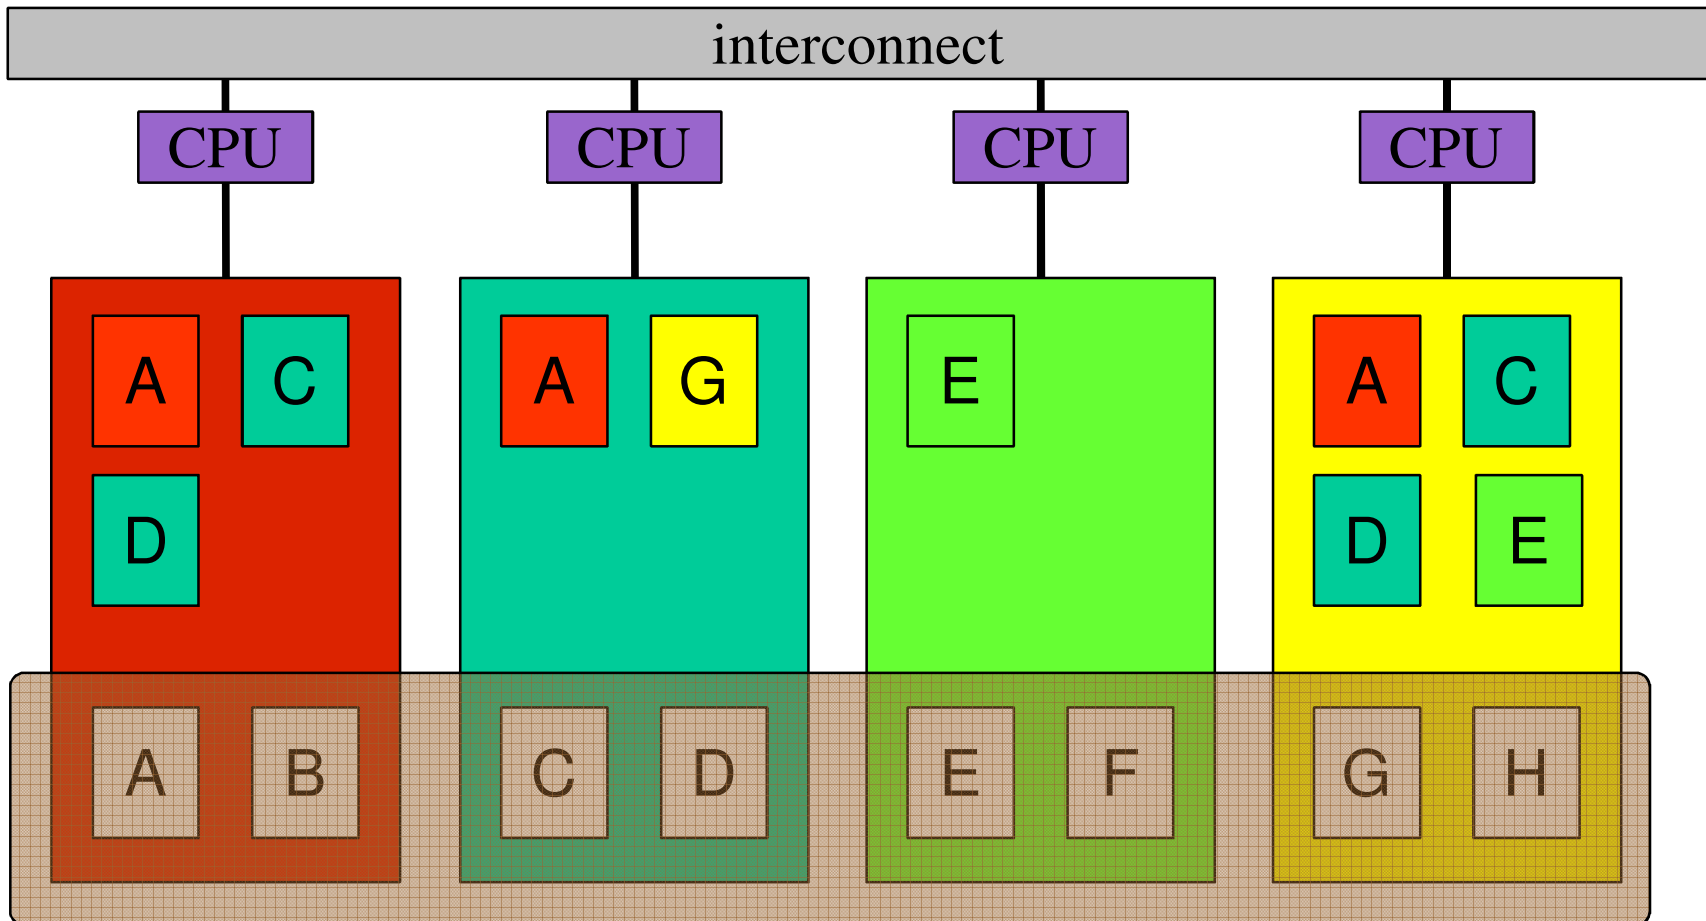 interconnect
CPU CPU CPU CPU
A C A G E A C
D D E
A B C D E F G H